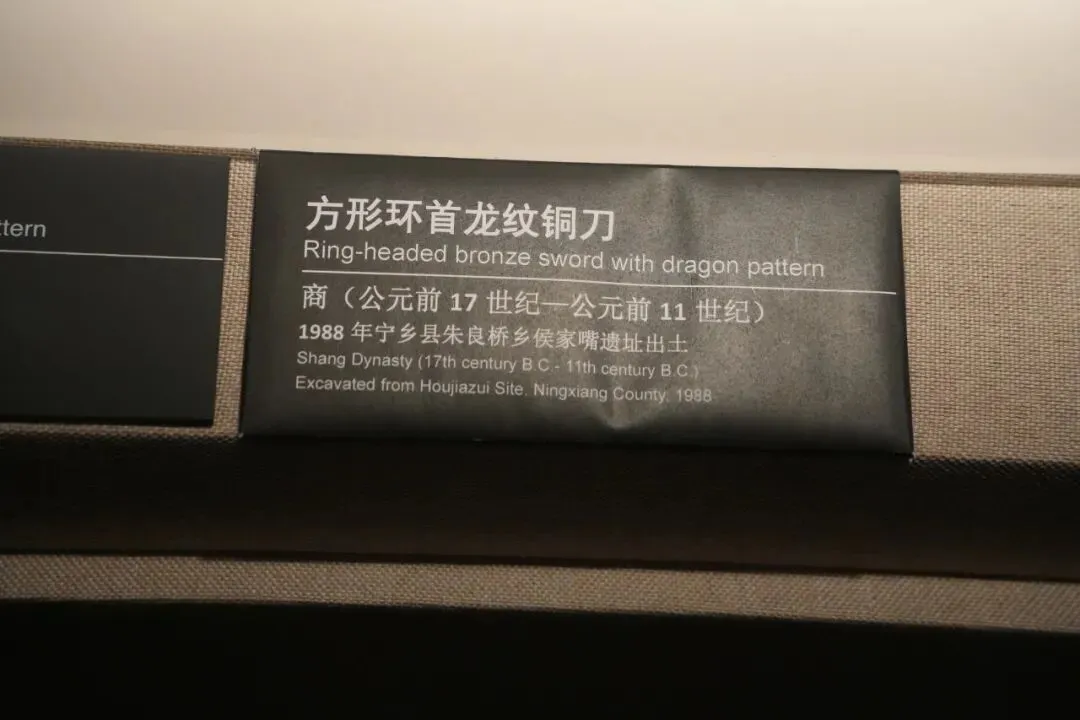 ttern
方形环首龙纹铜刀
Ring-headed bronze sword with dragon pattern
商（公元前 17 世纪—公元前 11 世纪）
1988 年宁乡县朱良桥乡侯家嘴遗址出土
Shang Dynasty (17th century B.C.- 11th century B.C.)
Excavated from Houjiazui Site, Ningxiang County, 1988